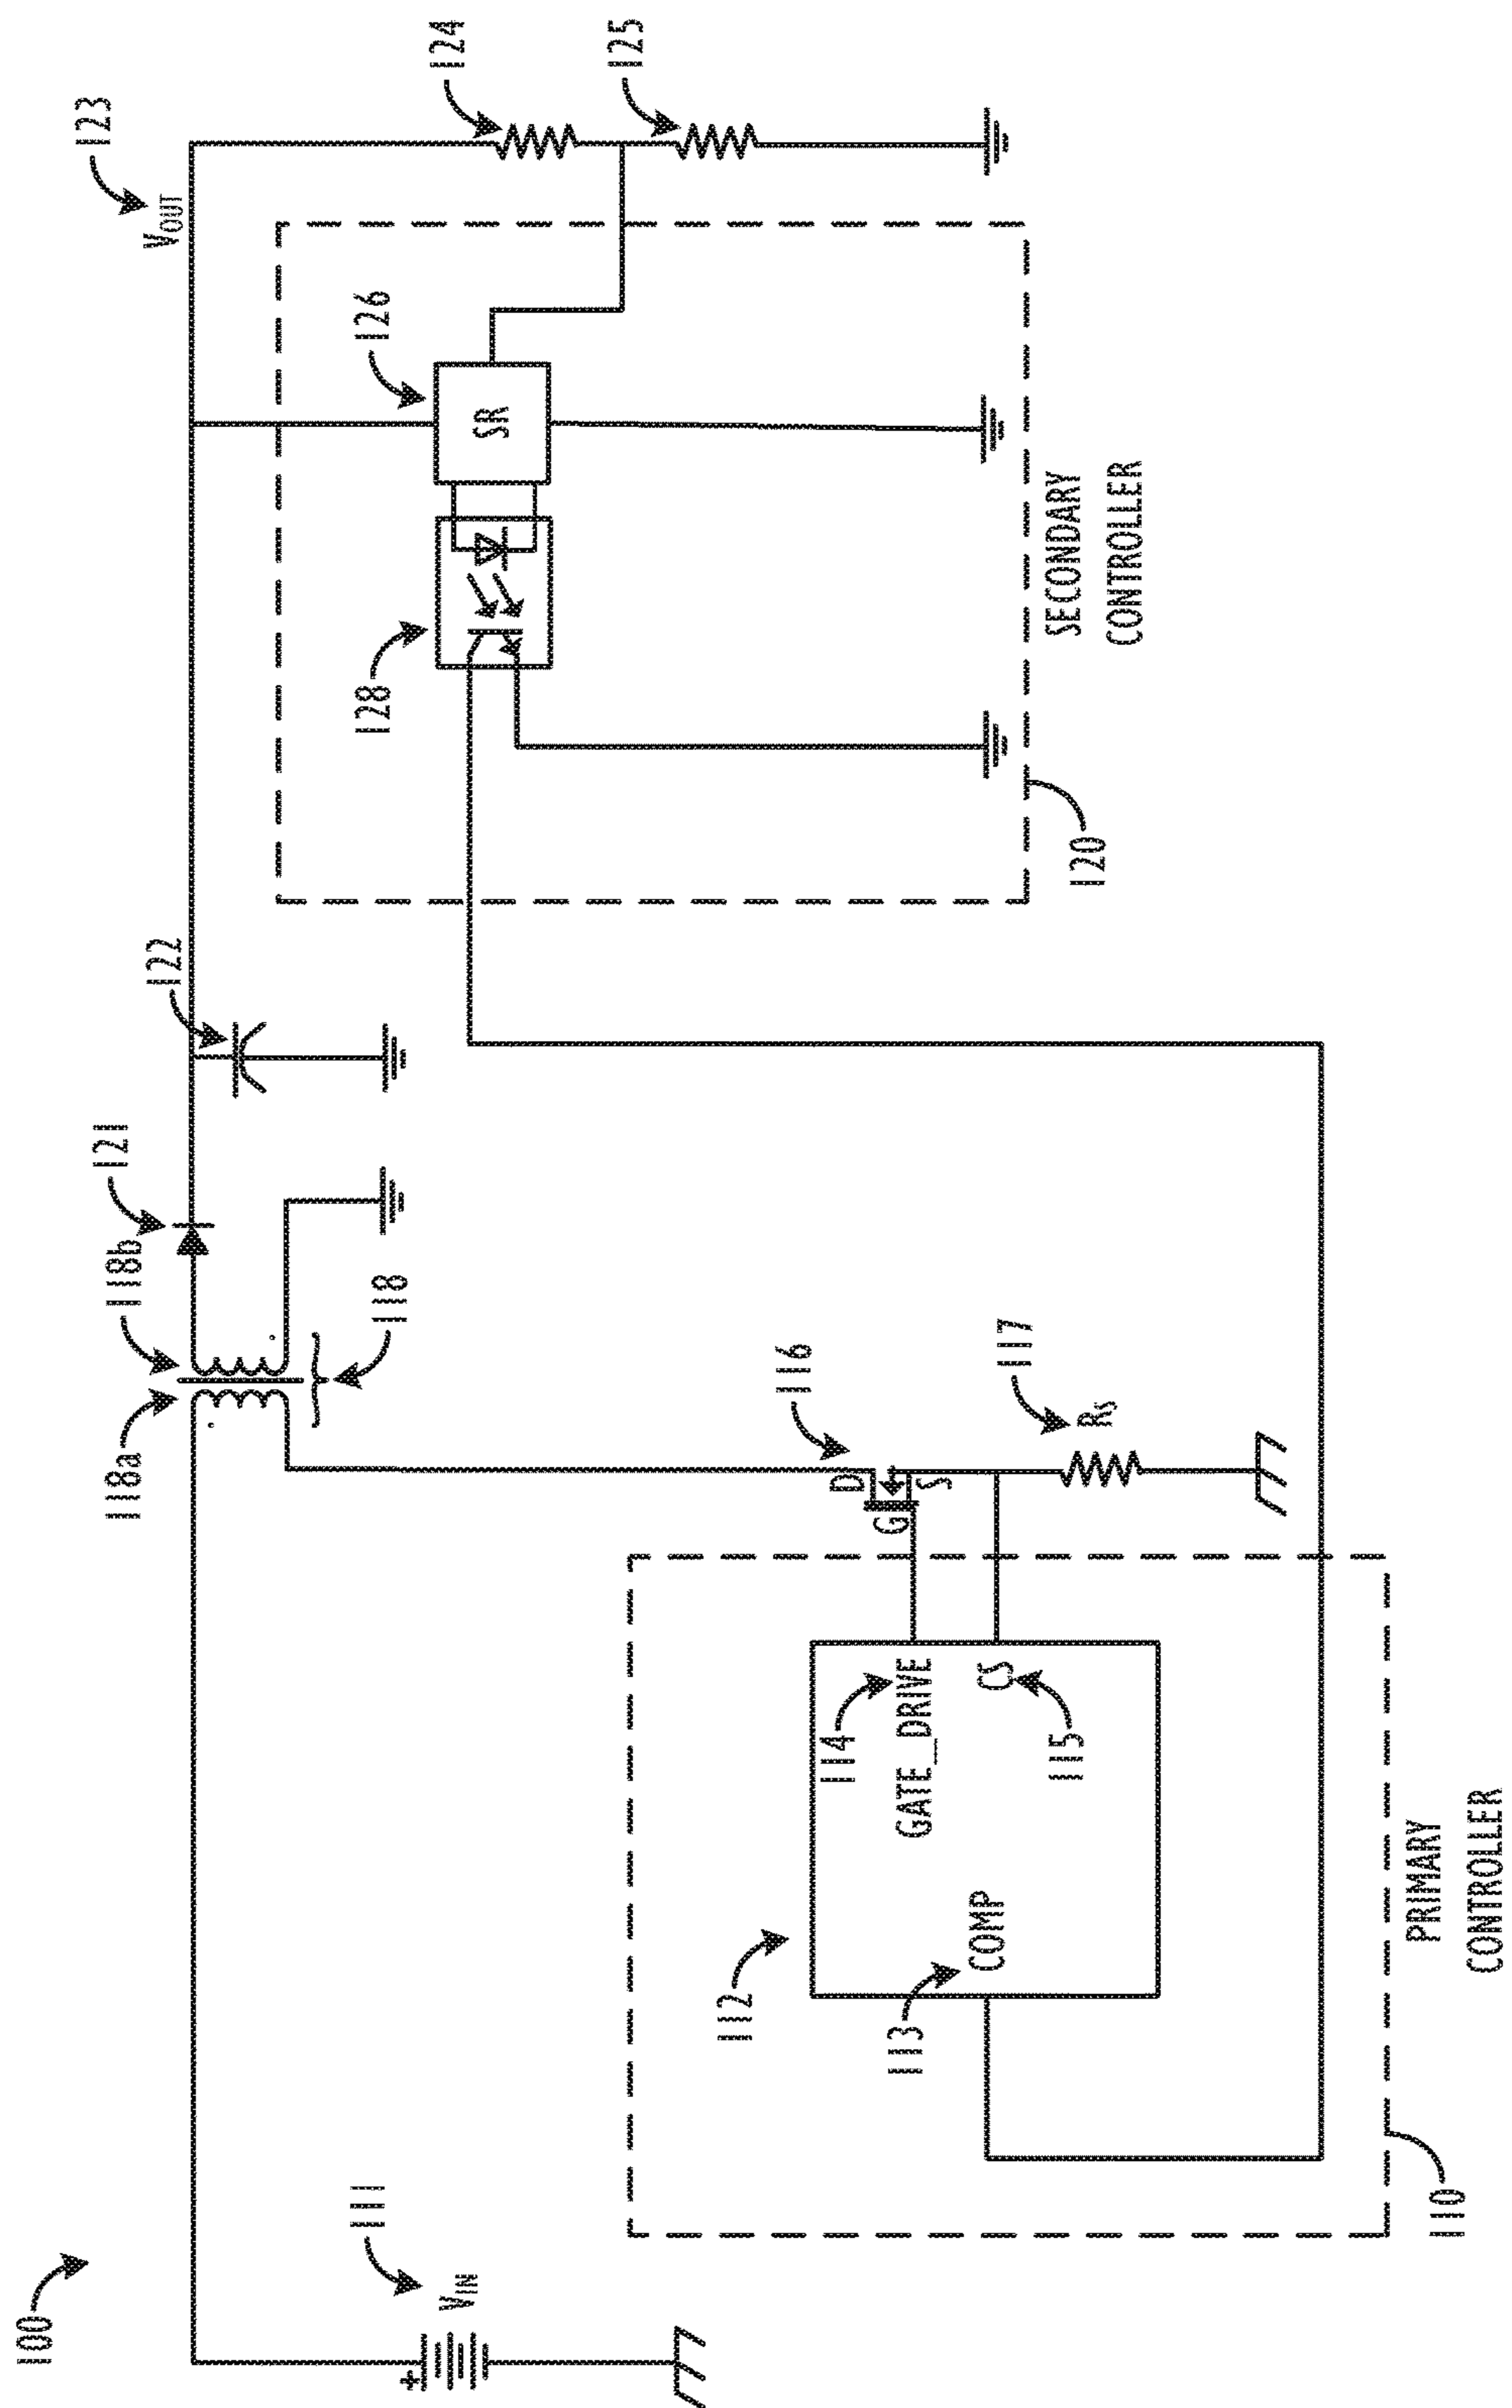 100
111
V_IN
+
118a
118b
118
121
122
123
V_OUT
124
125
126
SR
128
120
SECONDARY
CONTROLLER
116
D
G
S
117
R_S
112
113
COMP
114
GATE_DRIVE
CS
115
110
PRIMARY
CONTROLLER